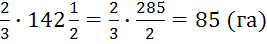 2/3 · 142 1/2 = 2/3 · 285/2 = 85 (га)